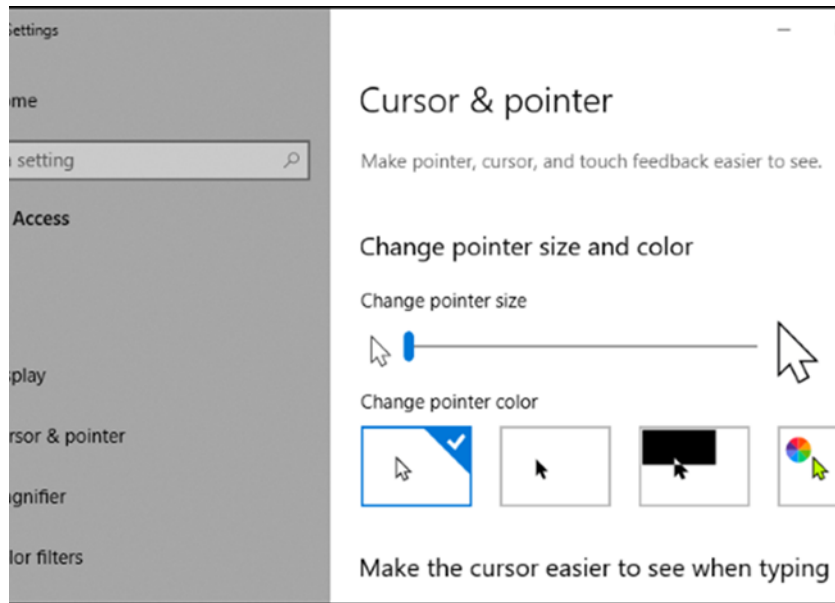 Settings
me
setting
Access
splay
rsor & pointer
agnifier
lor filters
Cursor & pointer
Make pointer, cursor, and touch feedback easier to see.
Change pointer size and color
Change pointer size
Change pointer color
Make the cursor easier to see when typing